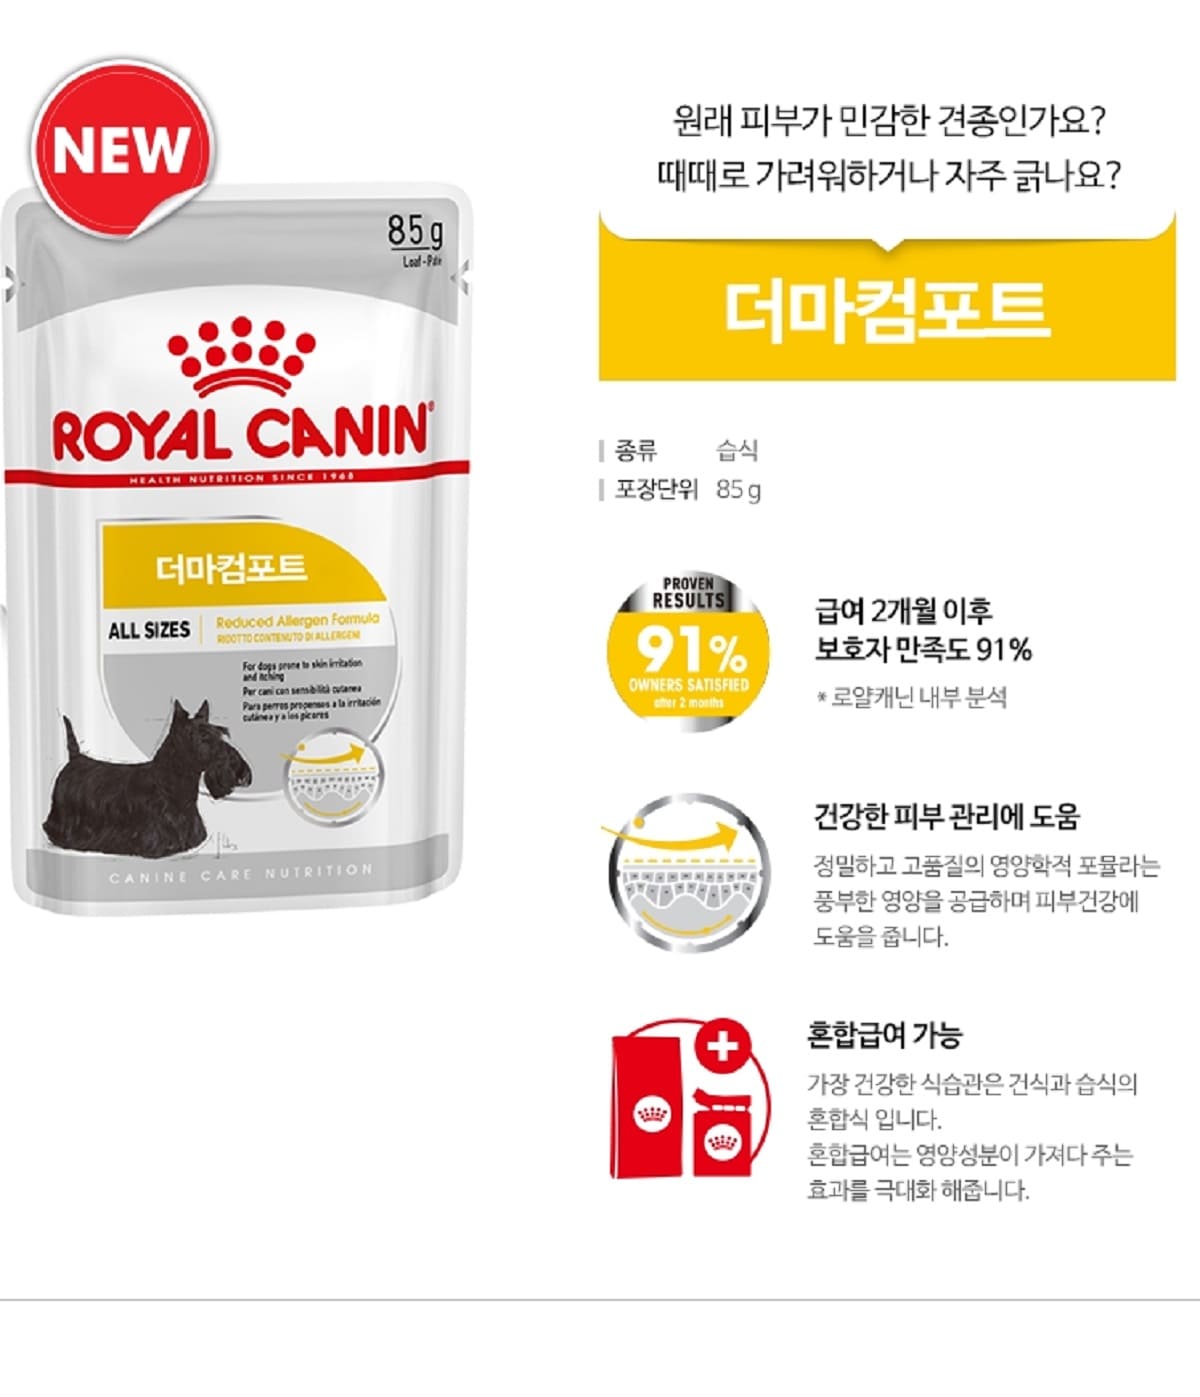 NEW
85g
Loaf-Pâté
ROYAL CANIN®
HEALTH NUTRITION SINCE 1968
더마컴포트
ALL SIZES
Reduced Allergen Formula
RIDOTTO CONTENUTO DI ALLERGENI
For dogs prone to skin irritation
and itching
Per cani con sensibilità cutanea
Para perros propensos a la irritación
cutánea y a los picores
CANINE CARE NUTRITION
원래 피부가 민감한 견종인가요?
때때로 가려워하거나 자주 긁나요?
더마컴포트
종류 습식
포장단위 85g
PROVEN
RESULTS
91%
OWNERS SATISFIED
after 2 months
급여 2개월 이후
보호자 만족도 91%
* 로얄캐닌 내부 분석
건강한 피부 관리에 도움
정밀하고 고품질의 영양학적 포뮬라는
풍부한 영양을 공급하며 피부건강에
도움을 줍니다.
혼합급여 가능
가장 건강한 식습관은 건식과 습식의
혼합식 입니다.
혼합급여는 영양성분이 가져다 주는
효과를 극대화 해줍니다.